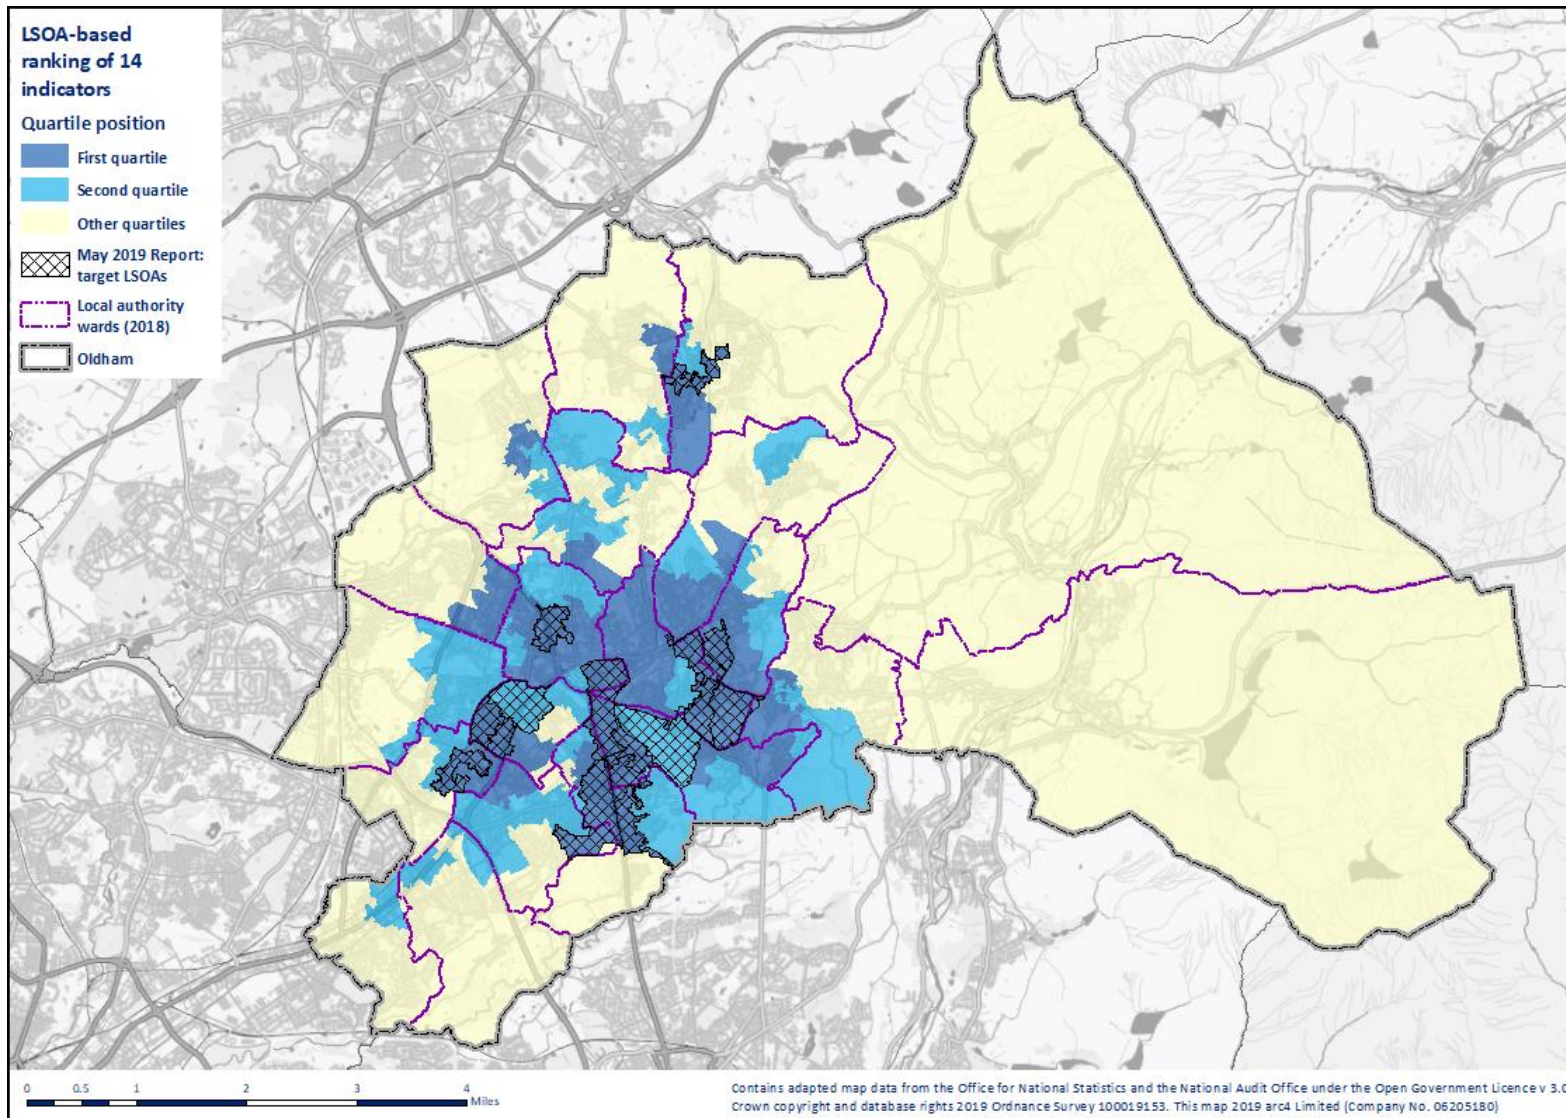 LSOA-based
ranking of 14
indicators
Quartile position
First quartile
Second quartile
Other quartiles
May 2019 Report:
target LSOAs
Local authority
wards (2018)
Oldham
0 0.5 1 2 3 4
Miles
Contains adapted map data from the Office for National Statistics and the National Audit Office under the Open Government Licence v 3.0
Crown copyright and database rights 2019 Ordnance Survey 100019153. This map 2019 arc4 Limited (Company No. 06205180)